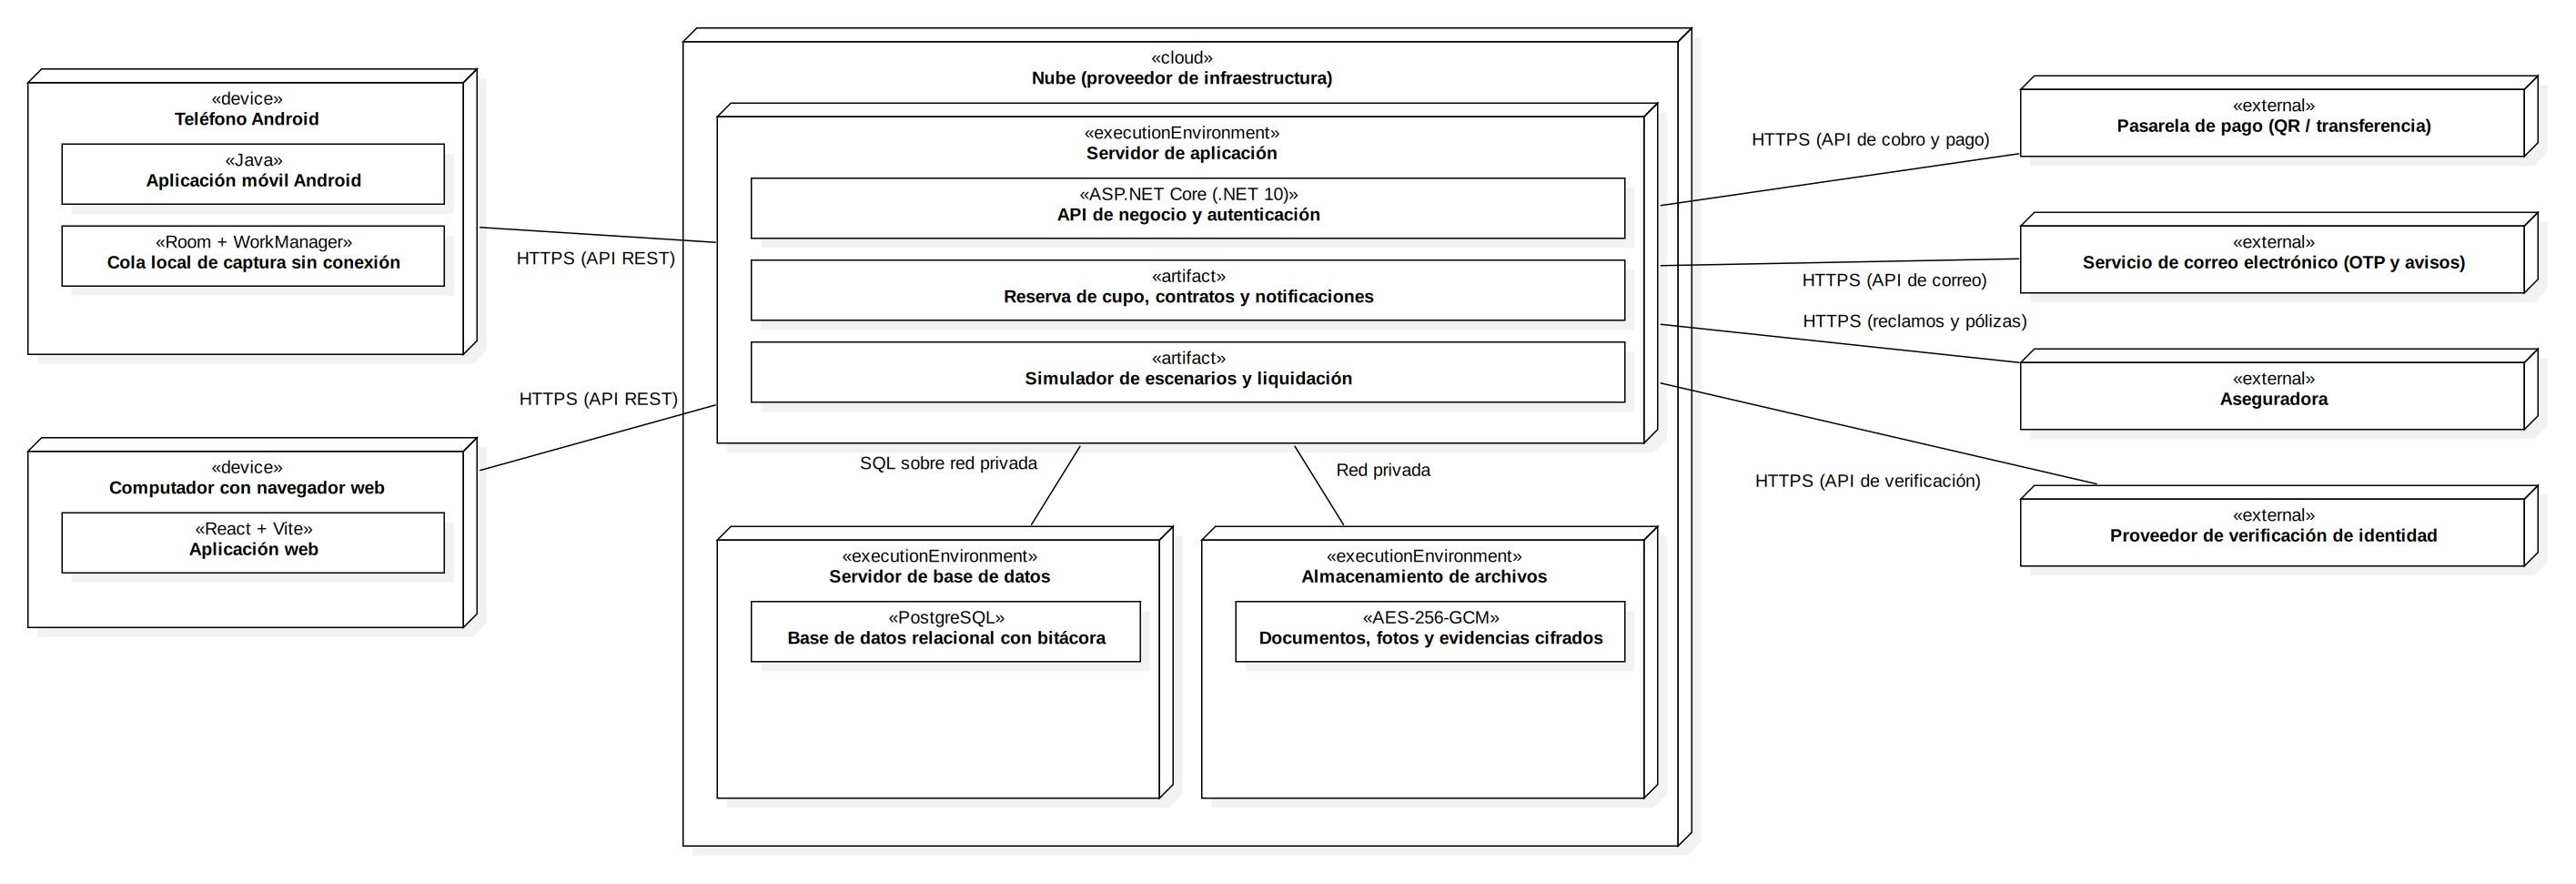 «device»
Teléfono Android
«Java»
Aplicación móvil Android
«Room + WorkManager»
Cola local de captura sin conexión
«device»
Computador con navegador web
«React + Vite»
Aplicación web
HTTPS (API REST)
HTTPS (API REST)
«cloud»
Nube (proveedor de infraestructura)
«executionEnvironment»
Servidor de aplicación
«ASP.NET Core (.NET 10)»
API de negocio y autenticación
«artifact»
Reserva de cupo, contratos y notificaciones
«artifact»
Simulador de escenarios y liquidación
SQL sobre red privada
Red privada
«executionEnvironment»
Servidor de base de datos
«PostgreSQL»
Base de datos relacional con bitácora
«executionEnvironment»
Almacenamiento de archivos
«AES-256-GCM»
Documentos, fotos y evidencias cifrados
HTTPS (API de cobro y pago)
HTTPS (API de correo)
HTTPS (reclamos y pólizas)
HTTPS (API de verificación)
«external»
Pasarela de pago (QR / transferencia)
«external»
Servicio de correo electrónico (OTP y avisos)
«external»
Aseguradora
«external»
Proveedor de verificación de identidad